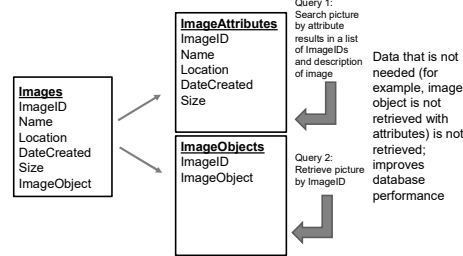 Images
ImageID
Name
Location
DateCreated
Size
ImageObject
ImageAttributes
ImageID
Name
Location
DateCreated
Size
ImageObjects
ImageID
ImageObject
Query 1:
Search picture
by attribute
results in a list
of ImageIDs
and description
of image
Query 2:
Retrieve picture
by ImageID
Data that is not
needed (for
example, image
object is not
retrieved with
attributes) is not
retrieved;
improves
database
performance